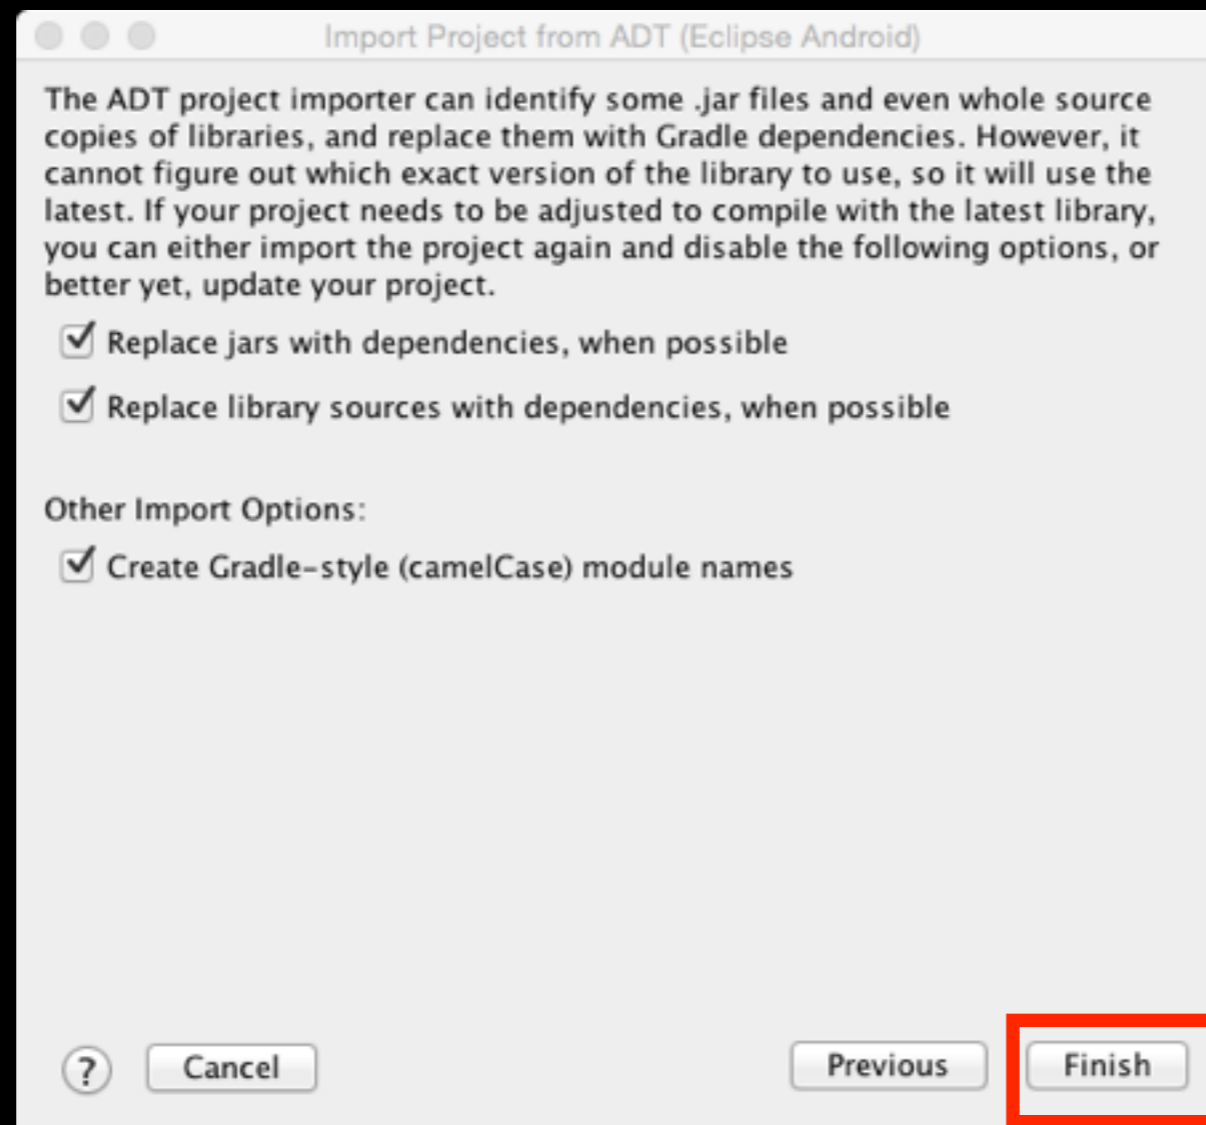 Import Project from ADT (Eclipse Android)
The ADT project importer can identify some .jar files and even whole source
copies of libraries, and replace them with Gradle dependencies. However, it
cannot figure out which exact version of the library to use, so it will use the
latest. If your project needs to be adjusted to compile with the latest library,
you can either import the project again and disable the following options, or
better yet, update your project.
Replace jars with dependencies, when possible
Replace library sources with dependencies, when possible
Other Import Options:
Create Gradle-style (camelCase) module names
? Cancel Previous Finish